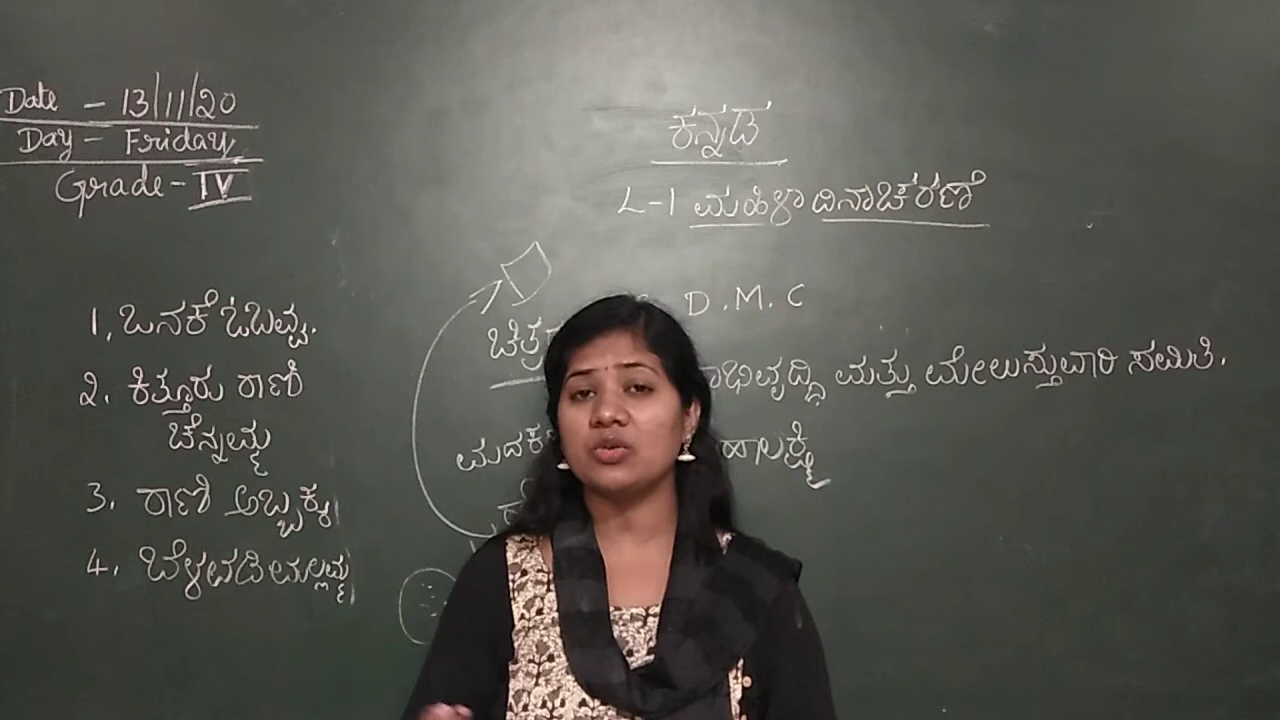 Date - 13/11/20
Day - Friday
Grade - IV
ಕನ್ನಡ
L-1 ಮಹಿಳಾ ದಿನಾಚರಣೆ
D.M.C
ಮತ್ತು ಮೇಲುಸ್ತುವಾರಿ ಸಮಿತಿ.
1. ಒನಕೆ ಓಬವ್ವ.
2. ಕಿತ್ತೂರು ರಾಣಿ
ಚೆನ್ನಮ್ಮ
3. ರಾಣಿ ಅಬ್ಬಕ್ಕ
4. ಬೆಳವಡಿ ಮಲ್ಲಮ್ಮ